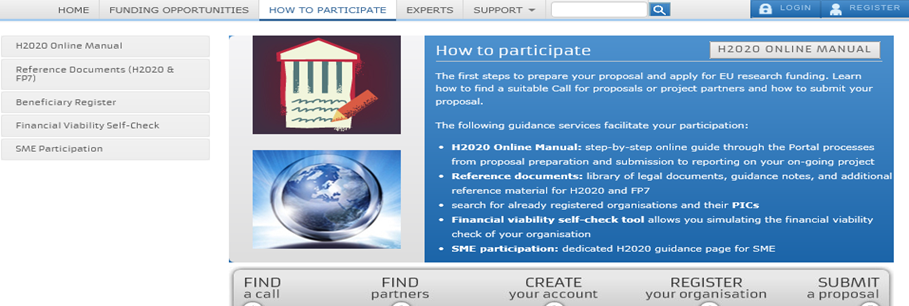 HOME
FUNDING OPPORTUNITIES
HOW TO PARTICIPATE
EXPERTS
SUPPORT
LOGIN
REGISTER
H2020 Online Manual
Reference Documents (H2020 &
FP7)
Beneficiary Register
Financial Viability Self-Check
SME Participation
How to participate
H2020 ONLINE MANUAL
The first steps to prepare your proposal and apply for EU research funding. Learn
how to find a suitable Call for proposals or project partners and how to submit your
proposal.
The following guidance services facilitate your participation:
• H2020 Online Manual: step-by-step online guide through the Portal processes
from proposal preparation and submission to reporting on your on-going project
• Reference documents: library of legal documents, guidance notes, and additional
reference material for H2020 and FP7
• search for already registered organisations and their PICs
• Financial viability self-check tool allows you simulating the financial viability
check of your organisation
• SME participation: dedicated H2020 guidance page for SME
FIND
a call
FIND
partners
CREATE
your account
REGISTER
your organisation
SUBMIT
a proposal